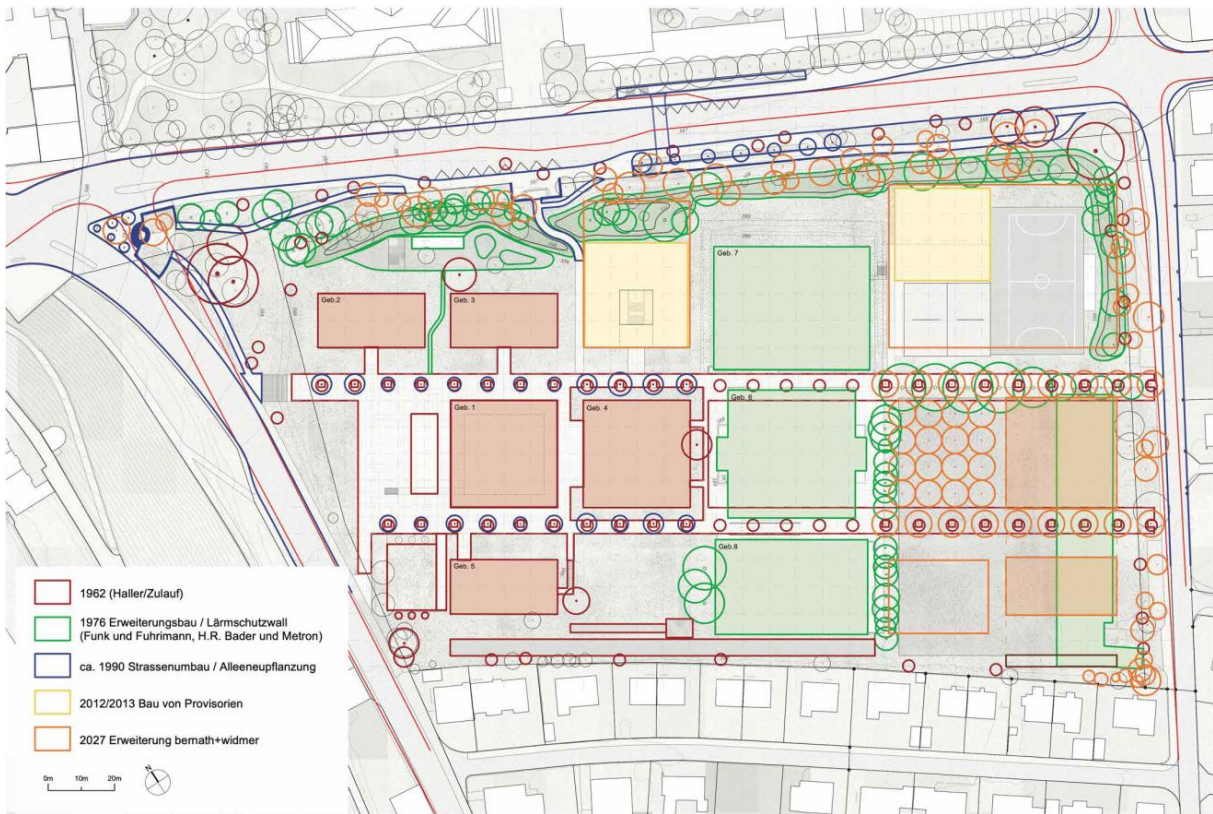 Geb. 7
Geb.2
Geb. 3
Geb. 6
Geb. 1
Geb. 4
Geb.8
Geb. 5
1962 (Haller/Zulauf)
1976 Erweiterungsbau / Lärmschutzwall
(Funk und Fuhrimann, H.R. Bader und Metron)
ca. 1990 Strassenumbau / Alleeneupflanzung
2012/2013 Bau von Provisorien
2027 Erweiterung bernath+widmer
N
0m 10m 20m